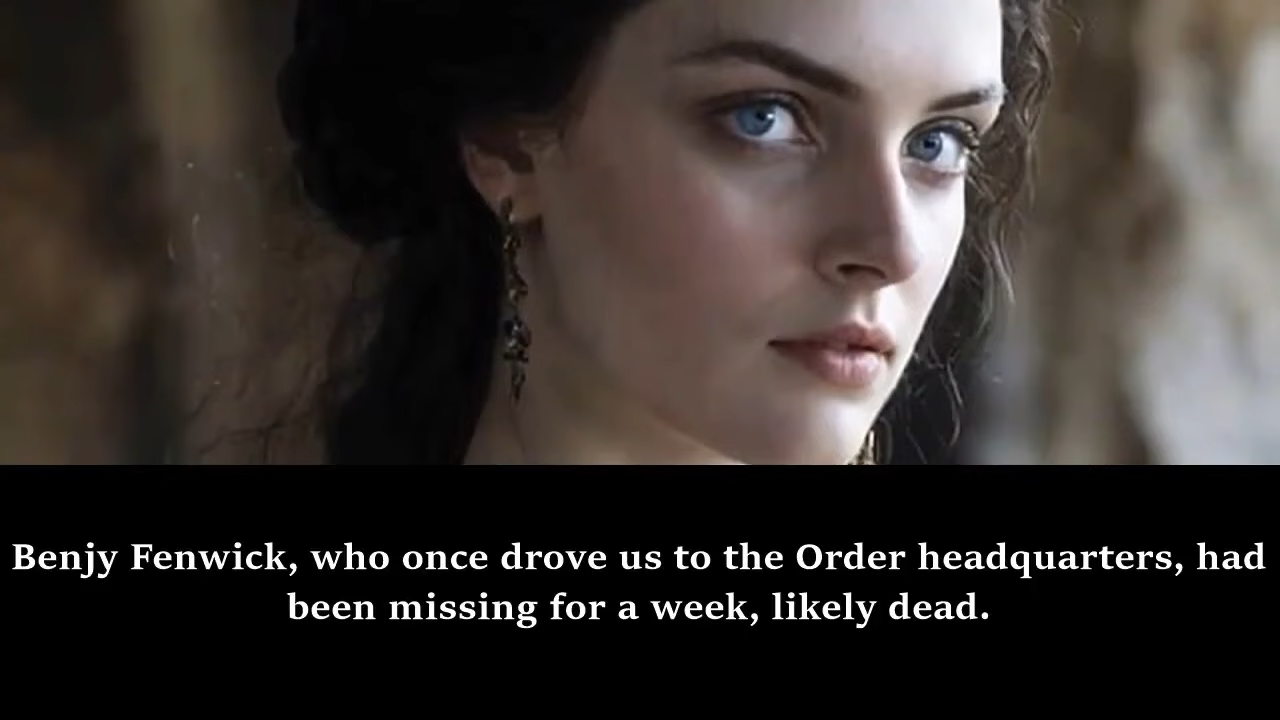 Benjy Fenwick, who once drove us to the Order headquarters, had
been missing for a week, likely dead.